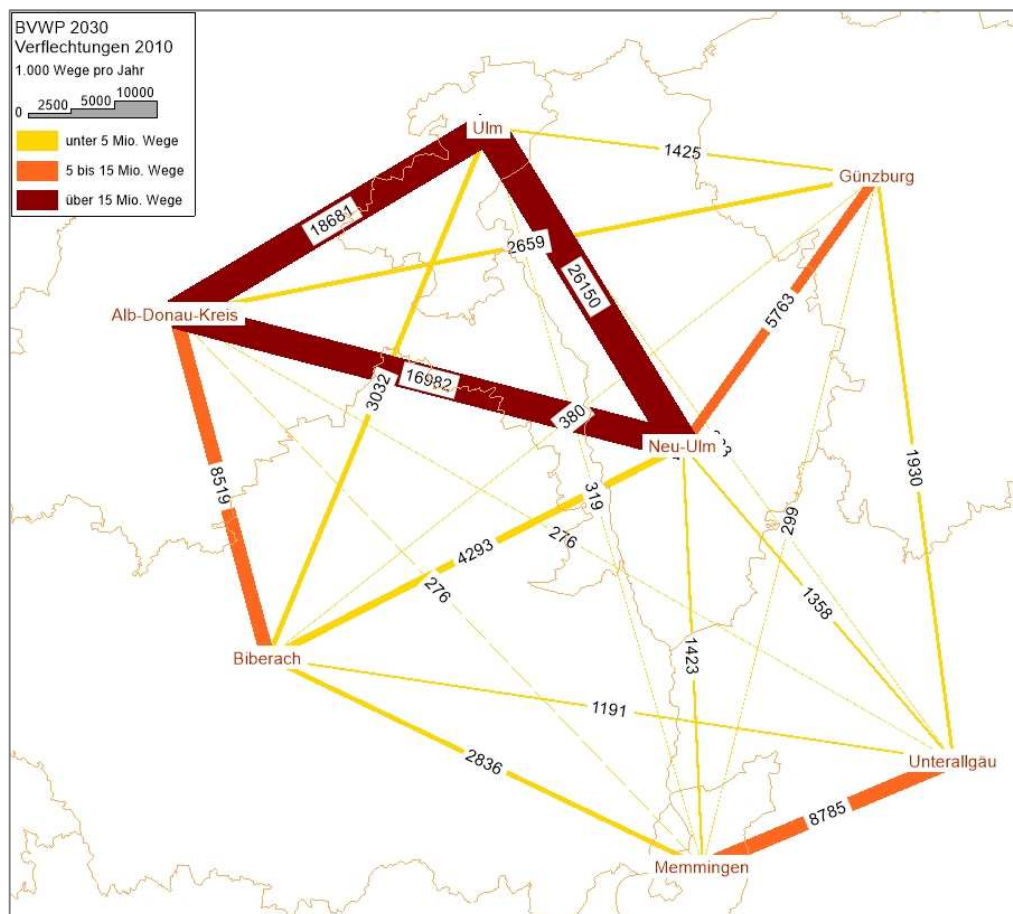 BVWP 2030
Verflechtungen 2010
1.000 Wege pro Jahr
0 2500 5000 10000
unter 5 Mio. Wege
5 bis 15 Mio. Wege
über 15 Mio. Wege
Ulm
1425
Günzburg
18681
2659
26150
5763
Alb-Donau-Kreis
16982
3032
380
Neu-Ulm
8519
319
1930
299
4293
276
276
1358
1423
Biberach
1191
2836
Unterallgäu
8785
Memmingen